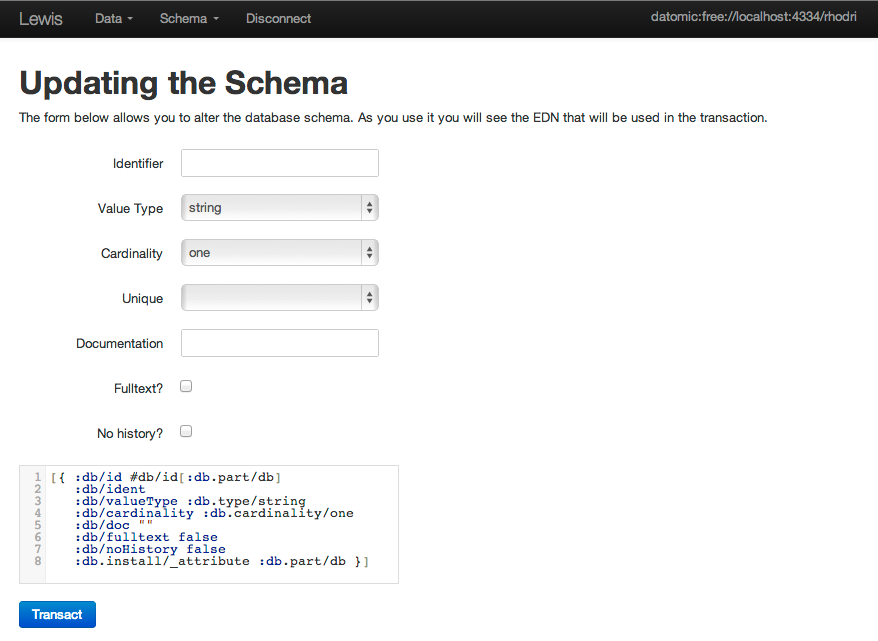 Lewis Data Schema Disconnect datomic:free://localhost:4334/rhodri
Updating the Schema
The form below allows you to alter the database schema. As you use it you will see the EDN that will be used in the transaction.
Identifier
Value Type string
Cardinality one
Unique
Documentation
Fulltext?
No history?
1 [{ :db/id #db/id[:db.part/db]
2 :db/ident
3 :db/valueType :db.type/string
4 :db/cardinality :db.cardinality/one
5 :db/doc ""
6 :db/fulltext false
7 :db/noHistory false
8 :db.install/_attribute :db.part/db }]
Transact